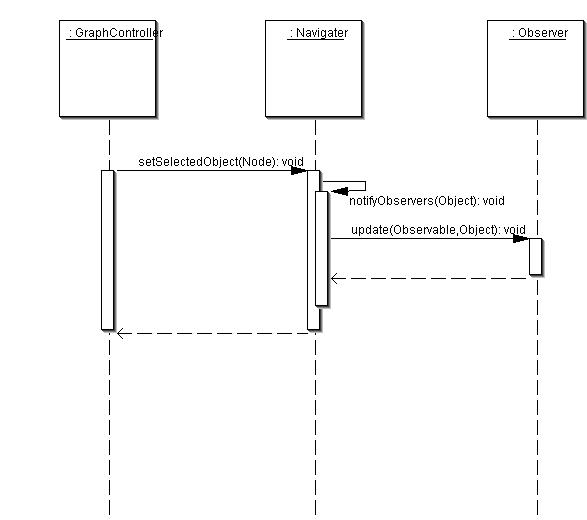 : GraphController
: Navigater
: Observer
setSelectedObject(Node): void
notifyObservers(Object): void
update(Observable,Object): void